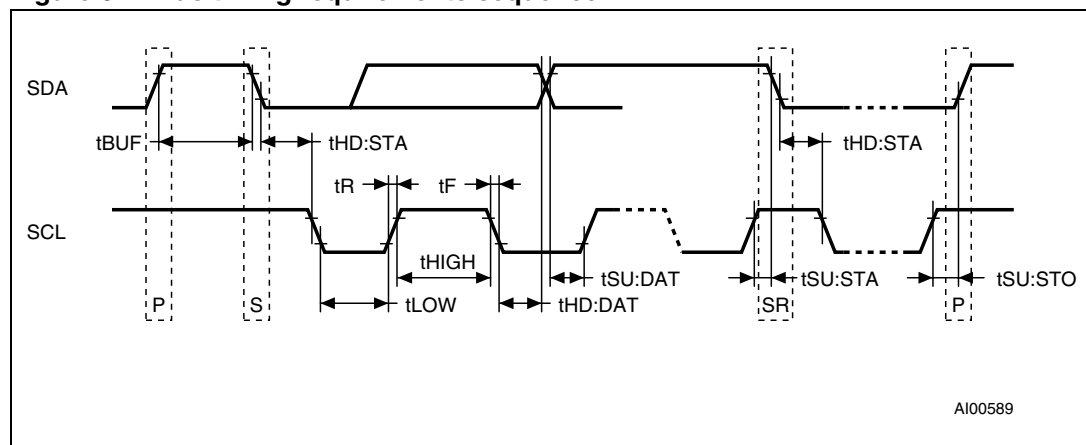 SDA
tBUF
tHD:STA
tHD:STA
tR
tF
SCL
tHIGH
tSU:DAT
tSU:STA
tSU:STO
P
S
tLOW
tHD:DAT
SR
P
AI00589